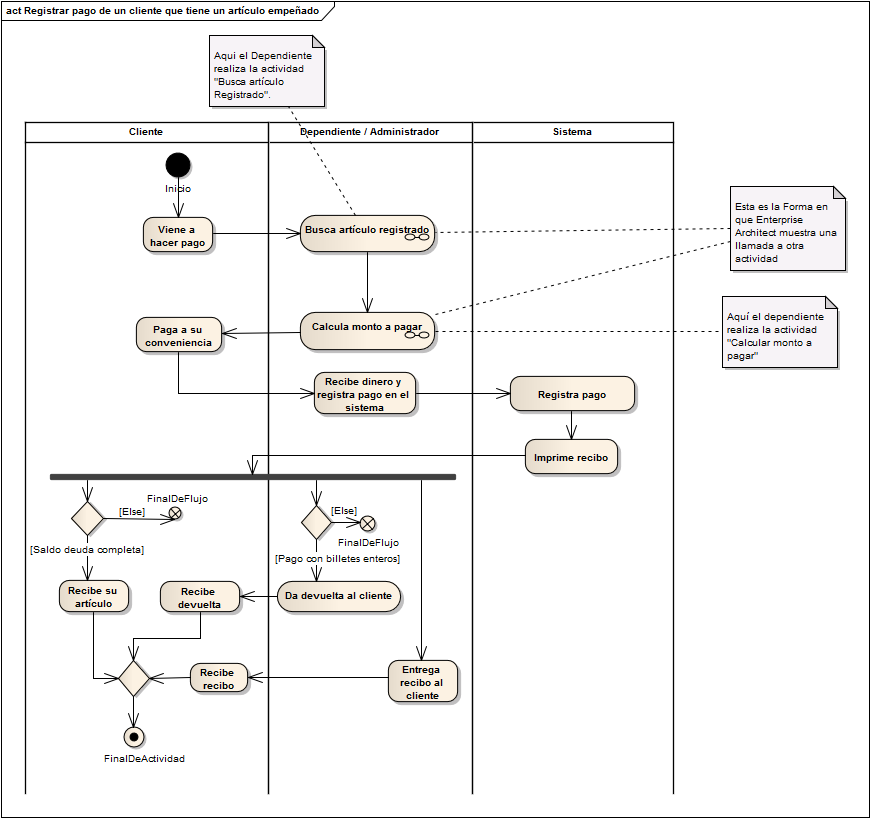 act Registrar pago de un cliente que tiene un artículo empeñado
Aqui el Dependiente
realiza la actividad
"Busca artículo
Registrado".
Cliente
Dependiente / Administrador
Sistema
Inicio
Viene a
hacer pago
Busca artículo registrado
Esta es la Forma en
que Enterprise
Architect muestra una
llamada a otra
actividad
Paga a su
conveniencia
Calcula monto a pagar
Aquí el dependiente
realiza la actividad
"Calcular monto a
pagar"
Recibe dinero y
registra pago en el
sistema
Registra pago
Imprime recibo
FinalDeFlujo
[Else]
[Else]
FinalDeFlujo
[Saldo deuda completa]
[Pago con billetes enteros]
Recibe su
artículo
Recibe
devuelta
Da devuelta al cliente
Recibe
recibo
Entrega
recibo al
cliente
FinalDeActividad